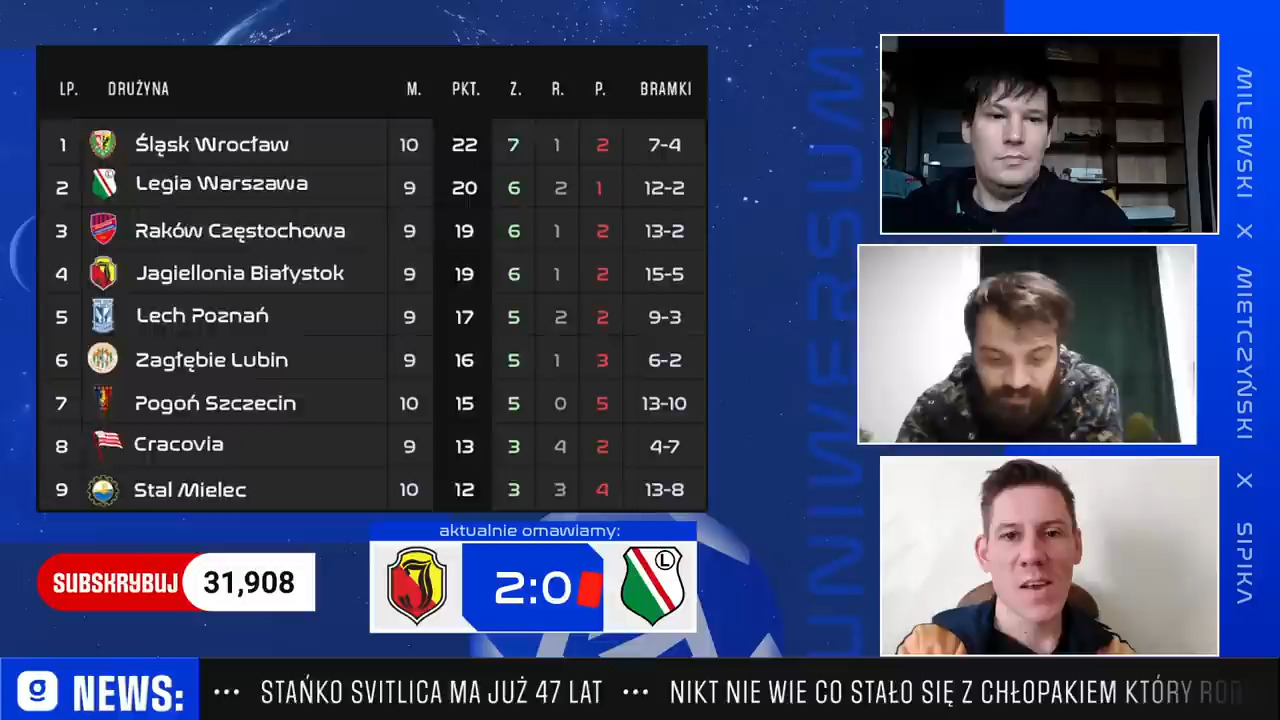 LP. DRUŻYNA M. PKT. Z. R. P. BRAMKI
1 Śląsk Wrocław 10 22 7 1 2 7-4
2 Legia Warszawa 9 20 6 2 1 12-2
3 Raków Częstochowa 9 19 6 1 2 13-2
4 Jagiellonia Białystok 9 19 6 1 2 15-5
5 Lech Poznań 9 17 5 2 2 9-3
6 Zagłębie Lubin 9 16 5 1 3 6-2
7 Pogoń Szczecin 10 15 5 0 5 13-10
8 Cracovia 9 13 3 4 2 4-7
9 Stal Mielec 10 12 3 3 4 13-8
aktualnie omawiamy:
2:0
L
SUBSKRYBUJ 31,908
UNIWERSUM
MILEWSKI X MIETCZYŃSKI X SIPIKA
g NEWS: ••• STAŃKO SVITLICA MA JUŻ 47 LAT ••• NIKT NIE WIE CO STAŁO SIĘ Z CHŁOPAKIEM KTÓRY